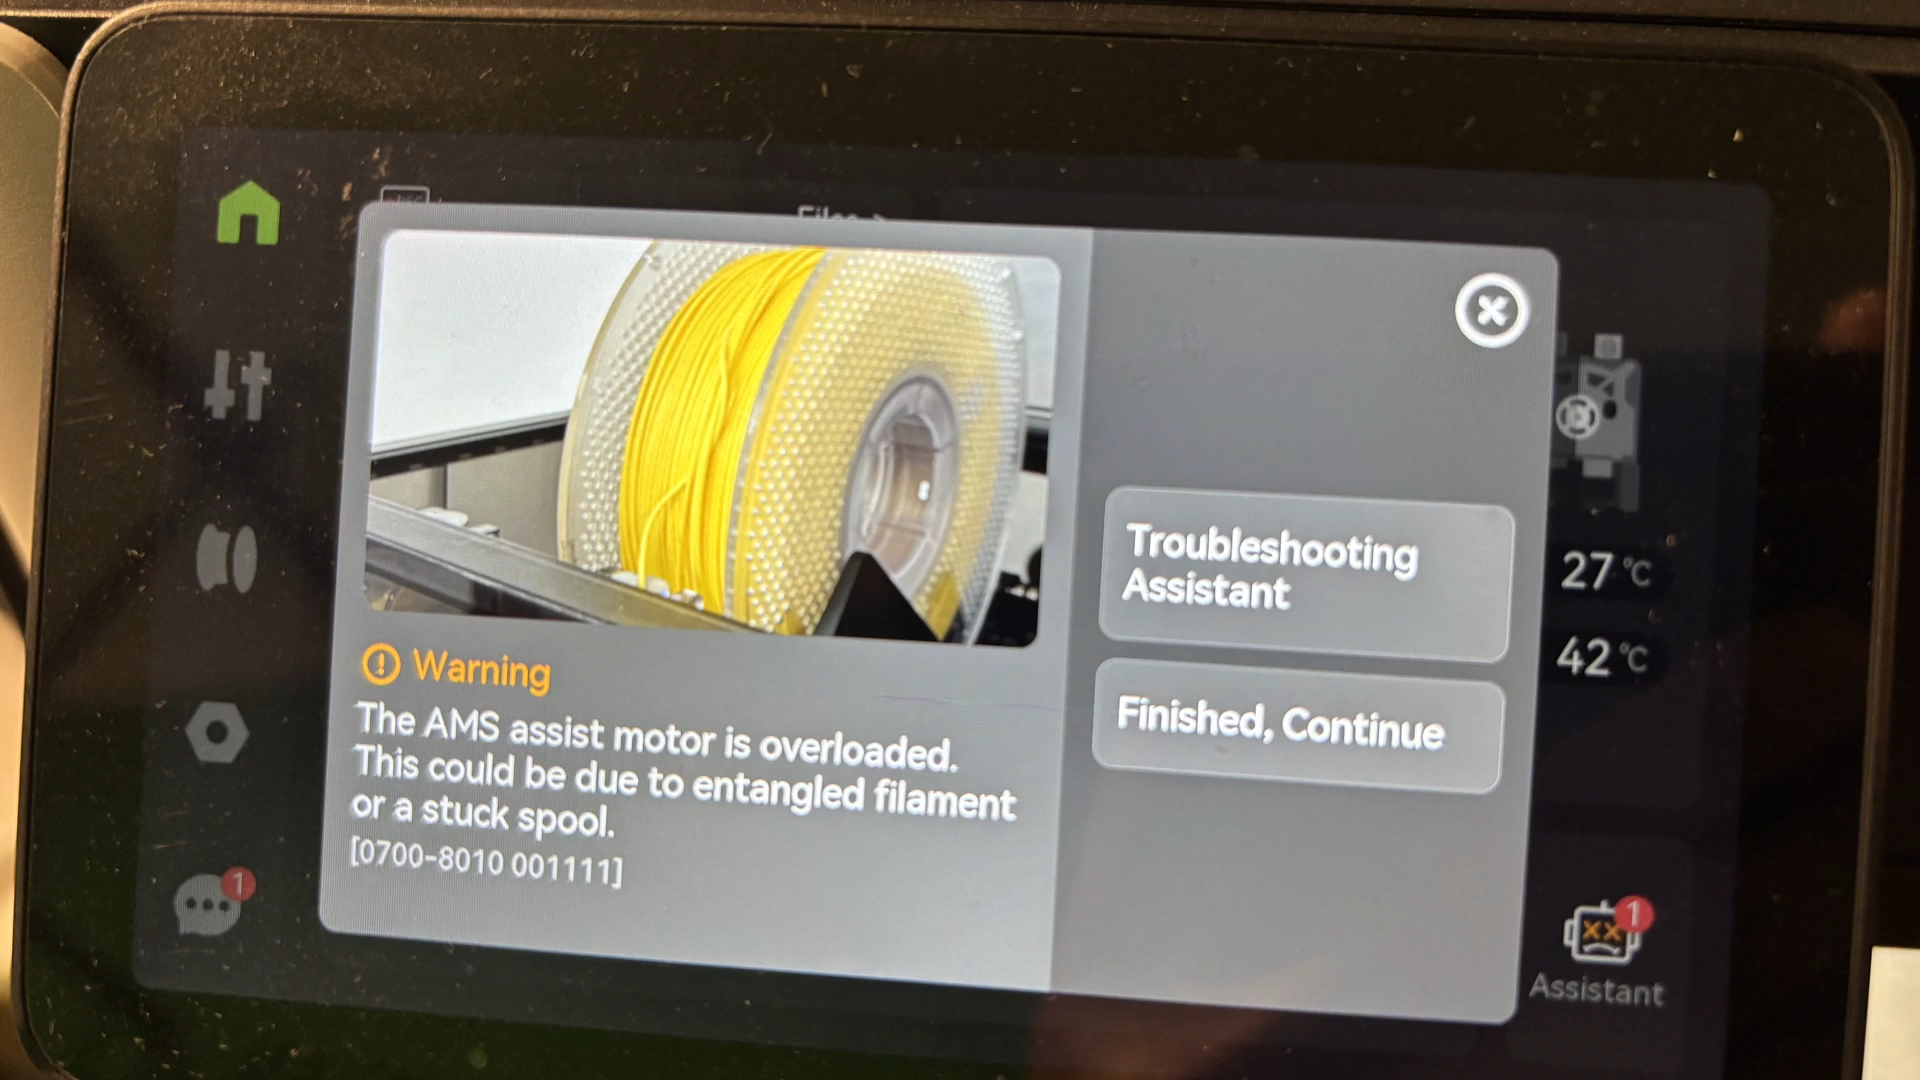 Files >
Warning
The AMS assist motor is overloaded.
This could be due to entangled filament
or a stuck spool.
[0700-8010 001111]
Troubleshooting
Assistant
Finished, Continue
27 °C
42 °C
1
1
Assistant